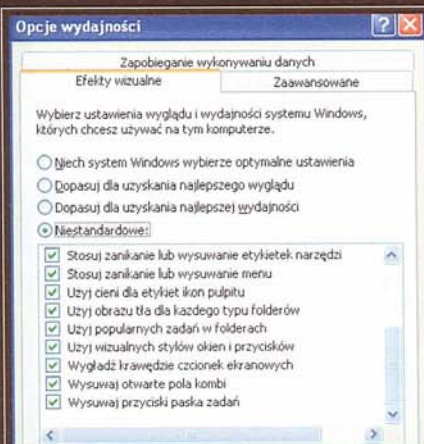 Opcje wydajności
Zapobieganie wykonywaniu danych
Efekty wizualne
Zaawansowane
Wybierz ustawienia wyglądu i wydajności systemu Windows,
których chcesz używać na tym komputerze.
Niech system Windows wybierze optymalne ustawienia
Dopasuj dla uzyskania najlepszego wyglądu
Dopasuj dla uzyskania najlepszej wydajności
Niestandardowe:
Stosuj zanikanie lub wysuwanie etykietek narzędzi
Stosuj zanikanie lub wysuwanie menu
Użyj cieni dla etykiet ikon pulpitu
Użyj obrazu tła dla każdego typu folderów
Użyj popularnych zadań w folderach
Użyj wizualnych stylów okien i przycisków
Wygładź krawędzie czcionek ekranowych
Wysuwaj otwarte pola kombi
Wysuwaj przyciski paska zadań